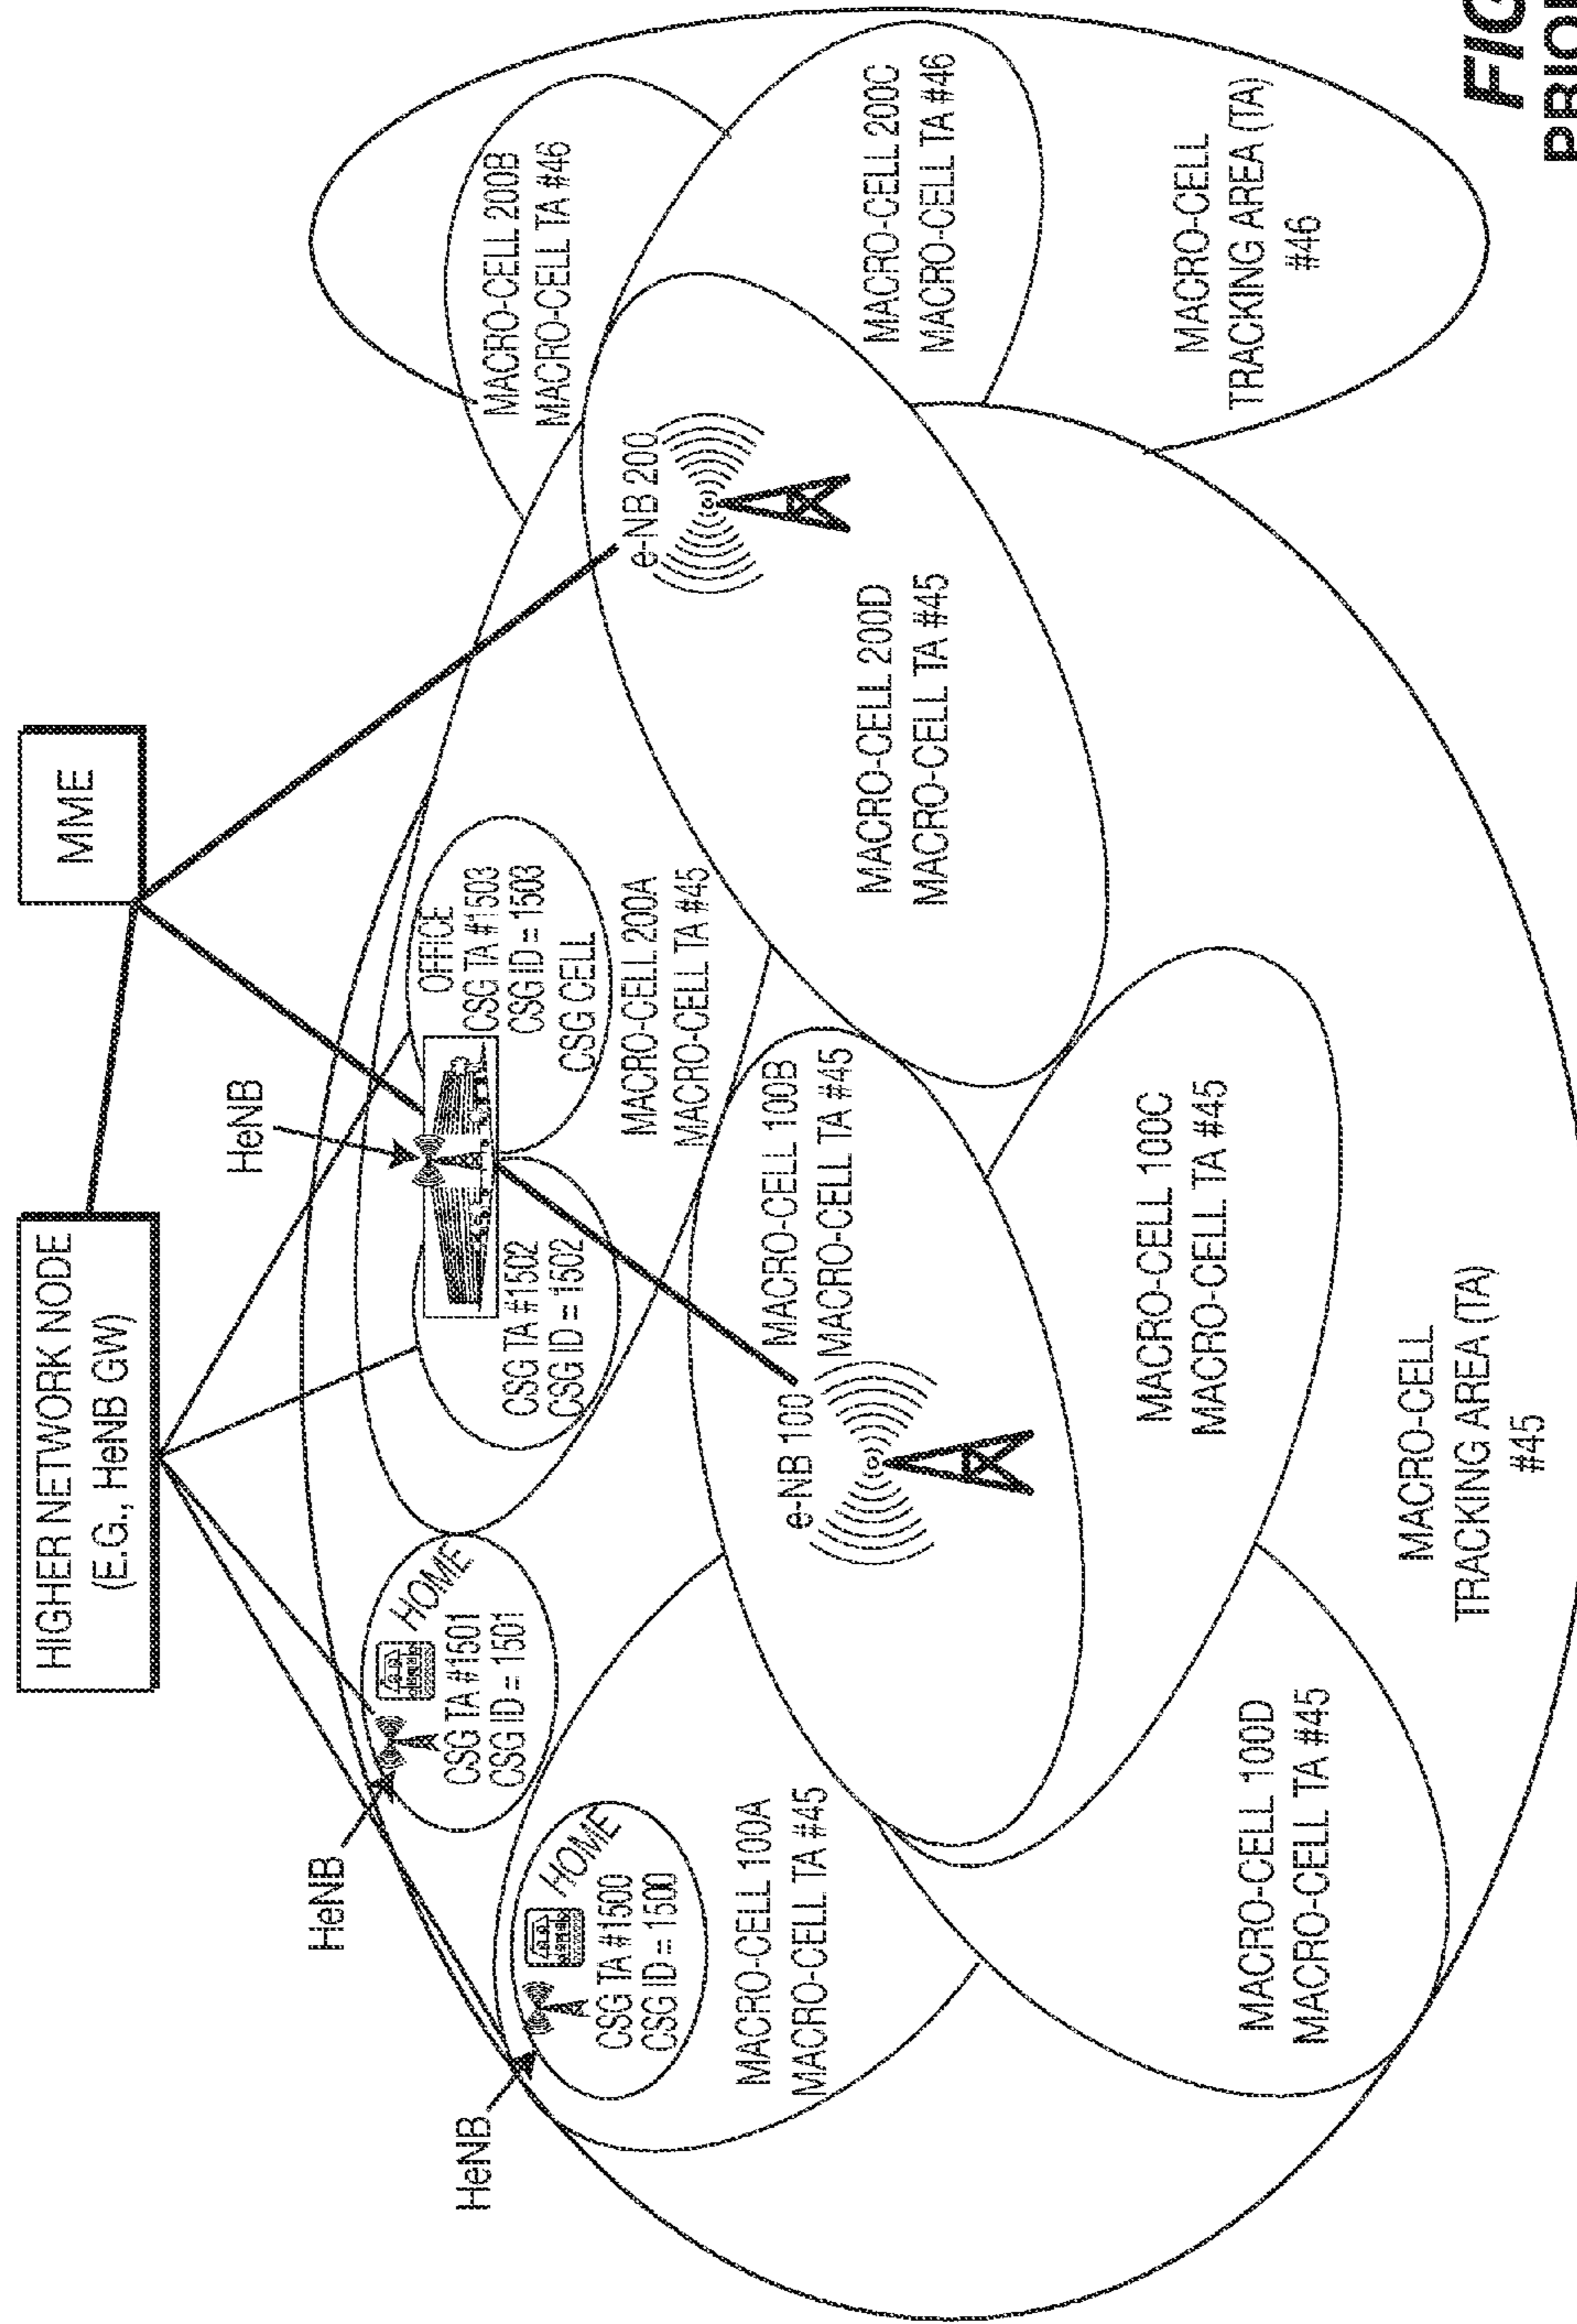 HIGHER NETWORK NODE
(E.G., HeNB GW)
MME
HeNB
HeNB
HeNB
HOME
CSG TA #1501
CSG ID = 1501
HOME
CSG TA #1500
CSG ID = 1500
CSG TA #1502
CSG ID = 1502
OFFICE
CSG TA #1503
CSG ID = 1503
CSG CELL
MACRO-CELL 200A
MACRO-CELL TA #45
MACRO-CELL 200B
MACRO-CELL TA #46
e-NB 200
MACRO-CELL 100A
MACRO-CELL TA #45
e-NB 100
MACRO-CELL 100B
MACRO-CELL TA #45
MACRO-CELL 200D
MACRO-CELL TA #45
MACRO-CELL 200C
MACRO-CELL TA #46
MACRO-CELL 100C
MACRO-CELL TA #45
MACRO-CELL 100D
MACRO-CELL TA #45
MACRO-CELL
TRACKING AREA (TA)
#46
MACRO-CELL
TRACKING AREA (TA)
#45
FIG